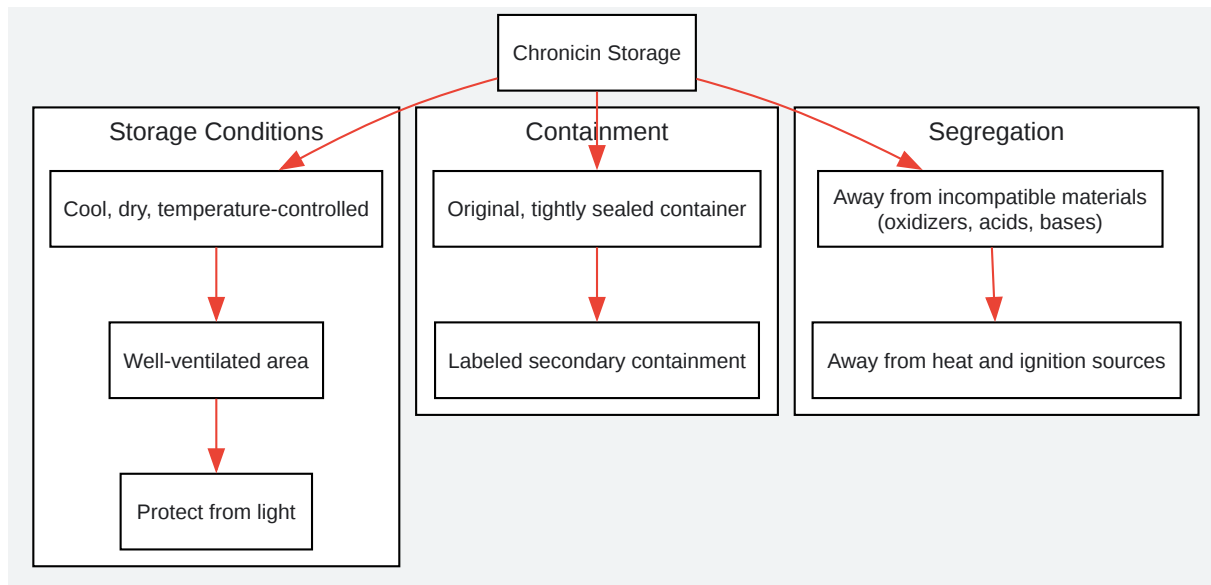 Chronicin Storage
Storage Conditions
Cool, dry, temperature-controlled
Well-ventilated area
Protect from light
Containment
Original, tightly sealed container
Labeled secondary containment
Segregation
Away from incompatible materials
(oxidizers, acids, bases)
Away from heat and ignition sources